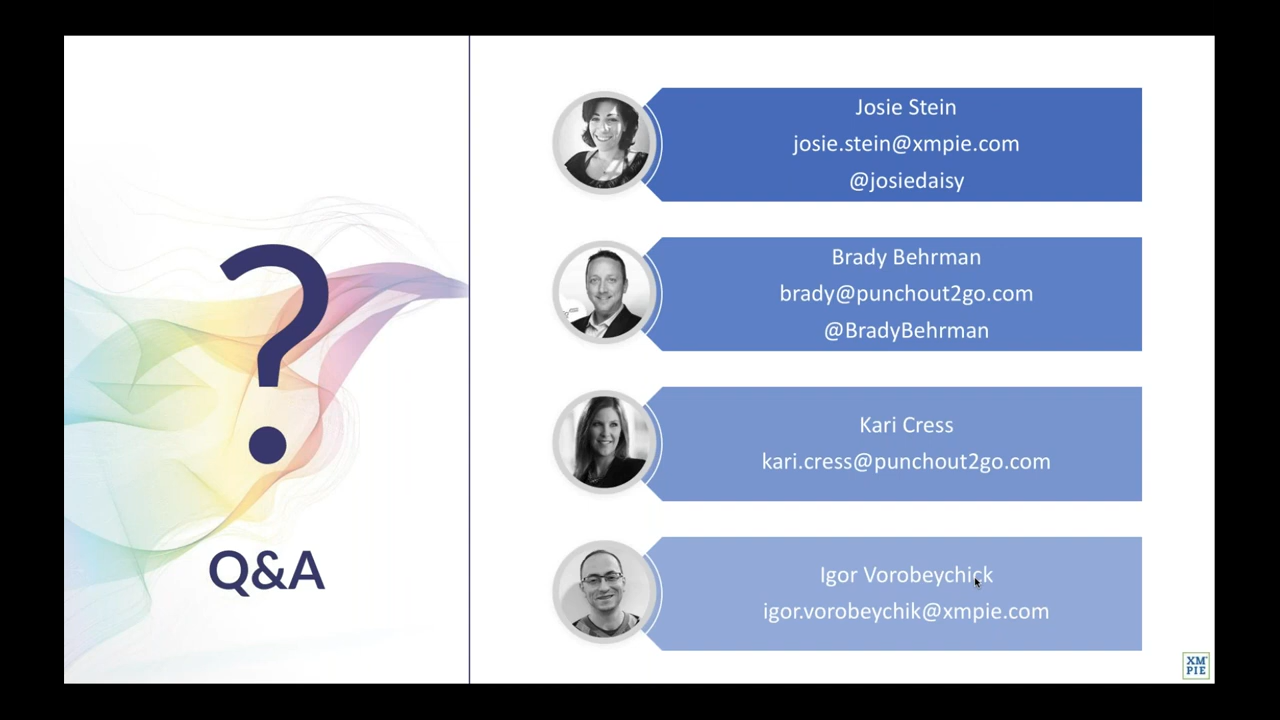 ?
Q&A
Josie Stein
josie.stein@xmpie.com
@josiedaisy
Brady Behrman
brady@punchout2go.com
@BradyBehrman
Kari Cress
kari.cress@punchout2go.com
Igor Vorobeychick
igor.vorobeychik@xmpie.com
XM
PIE